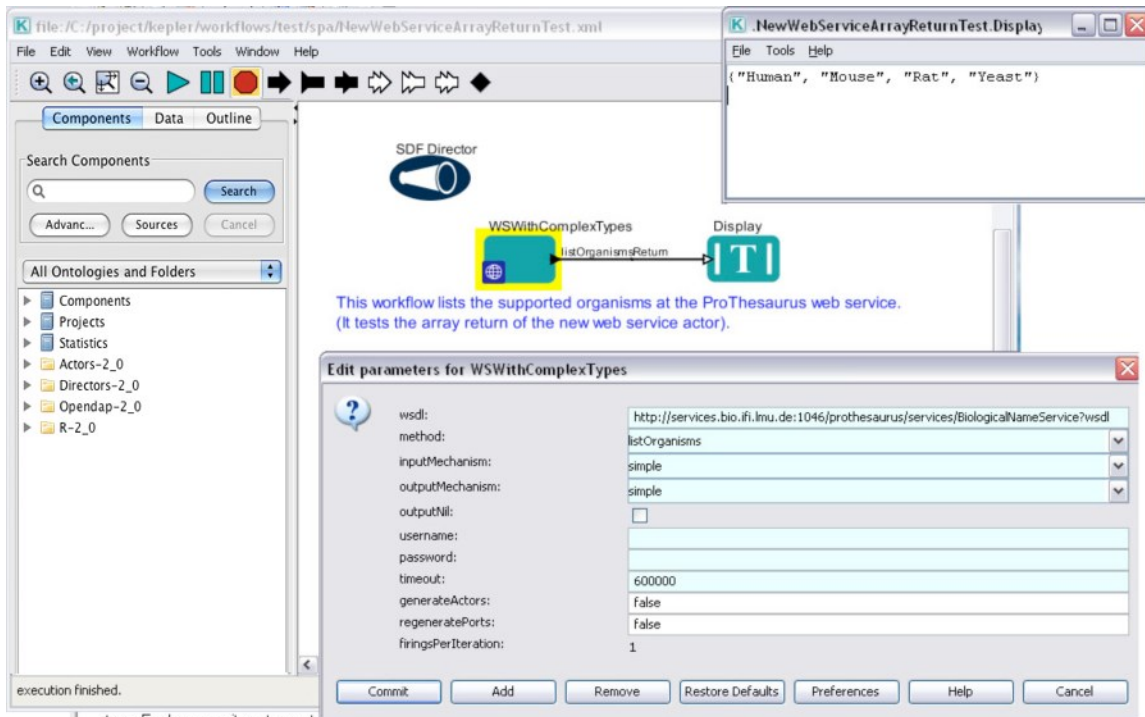 file:/C:/project/kepler/workflows/test/spa/NewWebServiceArrayReturnTest.xml
File Edit View Workflow Tools Window Help
Components Data Outline
Search Components
Search
Advanc... Sources Cancel
All Ontologies and Folders
Components
Projects
Statistics
Actors-2_0
Directors-2_0
Opendap-2_0
R-2_0
execution finished.
SDF Director
WSWithComplexTypes Display
listOrganismsReturn
T
This workflow lists the supported organisms at the ProThesaurus web service.
(It tests the array return of the new web service actor).
.NewWebServiceArrayReturnTest.Display
File Tools Help
{"Human", "Mouse", "Rat", "Yeast"}
Edit parameters for WSWithComplexTypes
wsdl: http://services.bio.ifi.lmu.de:1046/prothesaurus/services/BiologicalNameService?wsdl
method: listOrganisms
inputMechanism: simple
outputMechanism: simple
outputNil:
username:
password:
timeout: 600000
generateActors: false
regeneratePorts: false
firingsPerIteration: 1
Commit Add Remove Restore Defaults Preferences Help Cancel